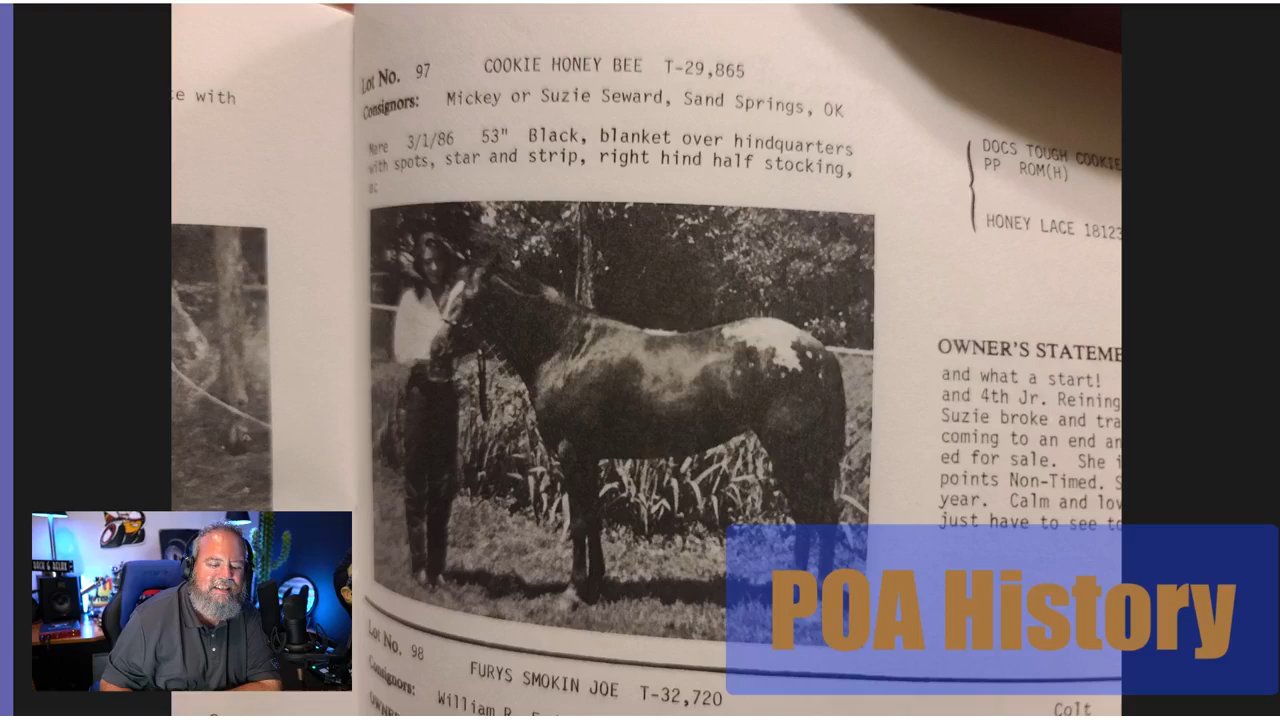 te with
Lot No. 97 COOKIE HONEY BEE T-29,865
Consignors: Mickey or Suzie Seward, Sand Springs, OK
Mare 3/1/86 53" Black, blanket over hindquarters
with spots, star and strip, right hind half stocking,
ac
DOCS TOUGH COOKIE
PP ROM(H)
HONEY LACE 18123
OWNER'S STATEME
and what a start!
and 4th Jr. Reining
Suzie broke and tra
coming to an end an
ed for sale. She i
points Non-Timed. S
year. Calm and lov
just have to see to
Lot No. 98 FURYS SMOKIN JOE T-32,720
Consignors: William R.
Colt
POA History